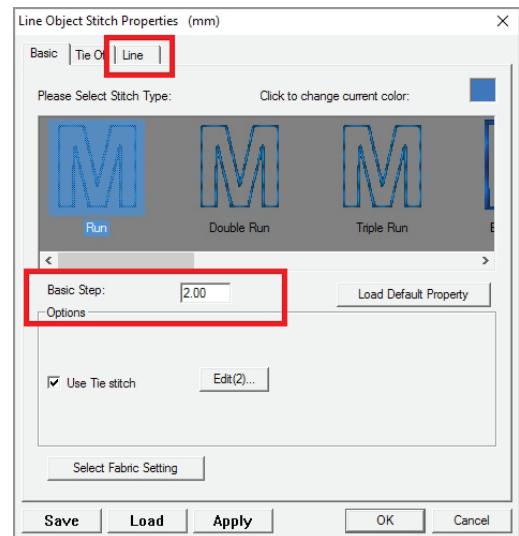 Line Object Stitch Properties (mm)
Basic Tie Of Line
Please Select Stitch Type: Click to change current color:
Run Double Run Triple Run
Basic Step: 2.00 Load Default Property
Options
Use Tie stitch Edit(2)...
Select Fabric Setting
Save Load Apply OK Cancel